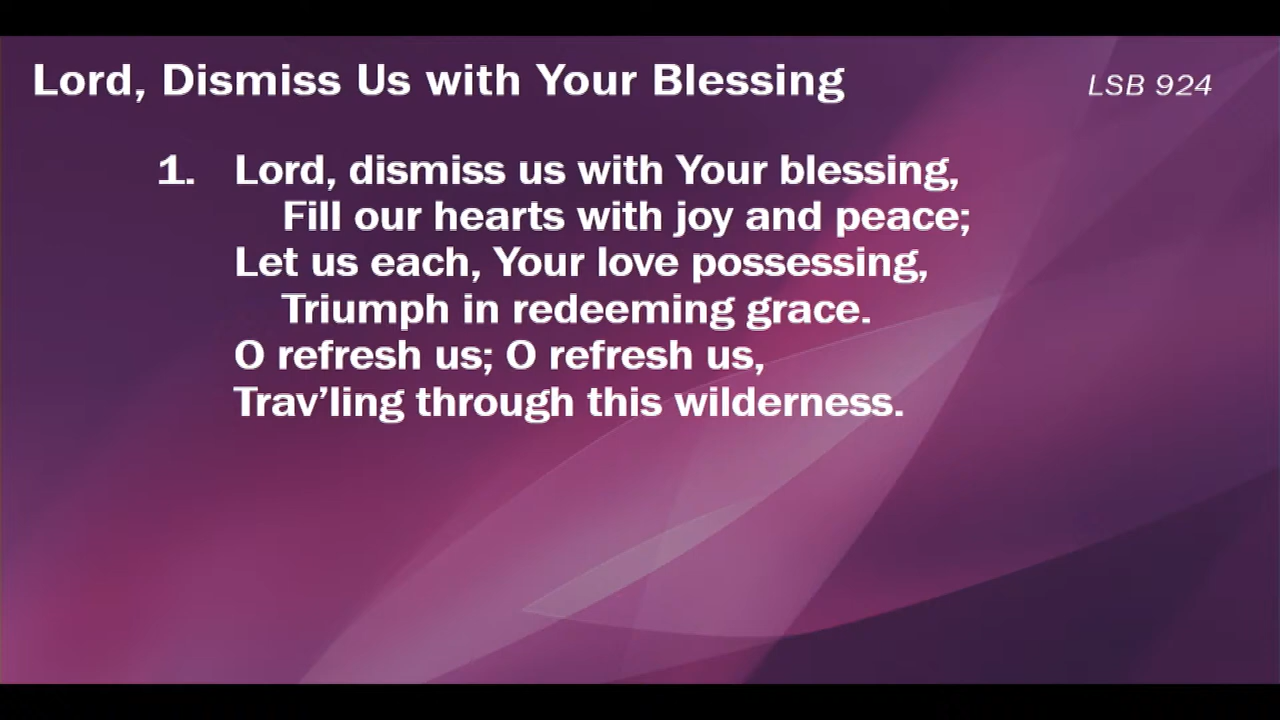 Lord, Dismiss Us with Your Blessing LSB 924
1. Lord, dismiss us with Your blessing,
Fill our hearts with joy and peace;
Let us each, Your love possessing,
Triumph in redeeming grace.
O refresh us; O refresh us,
Trav’ling through this wilderness.